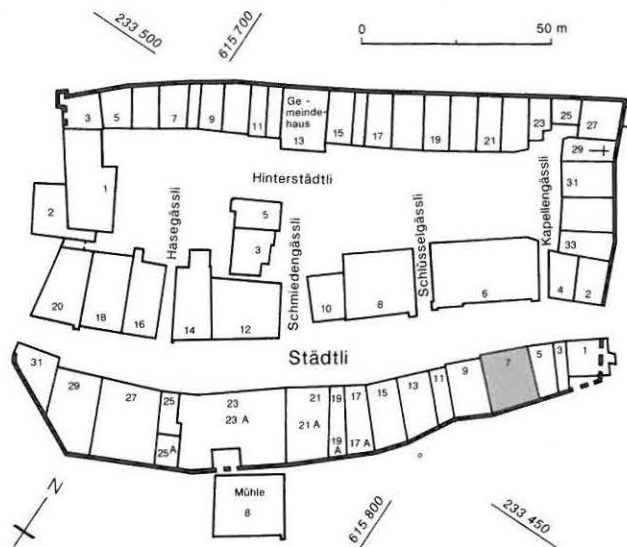 233 500
615 700
0 50 m
3 5 7 9 11 Ge-
meinde-
haus
13 15 17 19 21 23 25 27
29
1 Hinterstädtli 31
2 5
Hasegässli 3 Schmiedengässli Schlüsselgässli Kapellengässli 33
20 18 16 14 12 10 8 6 4 2
Städtli
31 29 27 25 23 21 19 17 15 13 11 9 7 5 3 1
23 A 21 A
25 A 19 A 17 A
Mühle
8
N
615 800
233 450